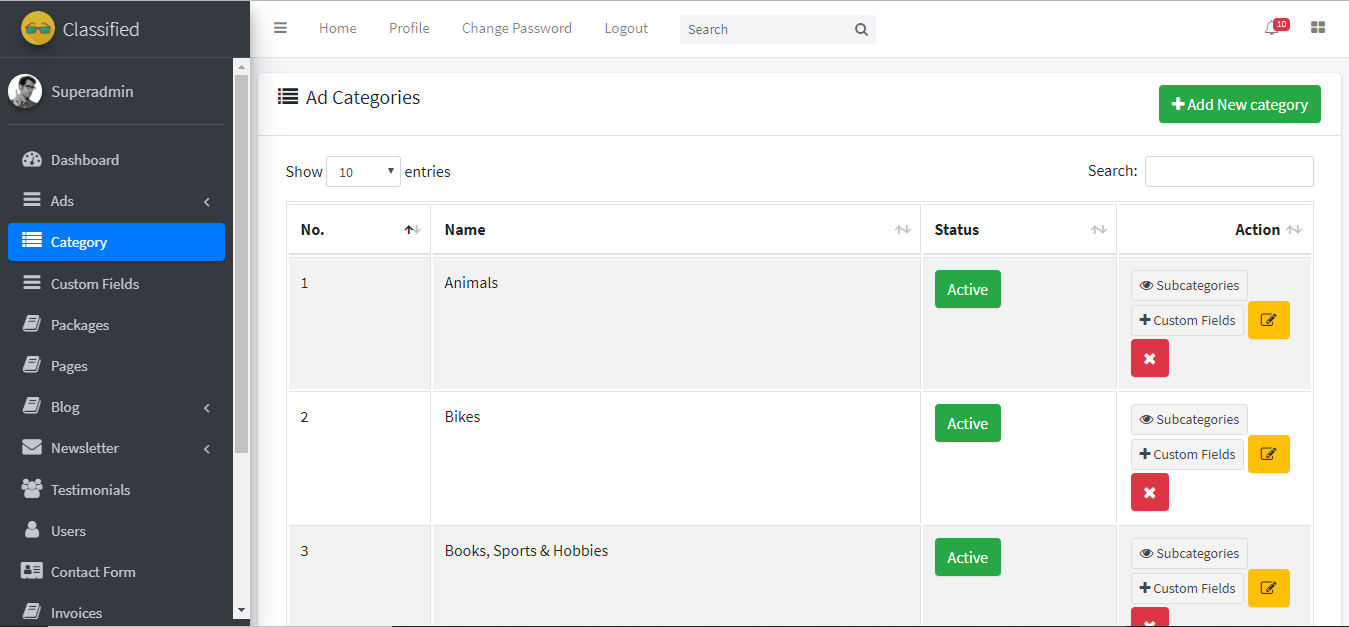 Classified
Home Profile Change Password Logout Search 10
Superadmin
Dashboard
Ads
Category
Custom Fields
Packages
Pages
Blog
Newsletter
Testimonials
Users
Contact Form
Invoices
Ad Categories
Add New category
Show 10 entries Search:
No. Name Status Action
1 Animals Active Subcategories
Custom Fields
2 Bikes Active Subcategories
Custom Fields
3 Books, Sports & Hobbies Active Subcategories
Custom Fields